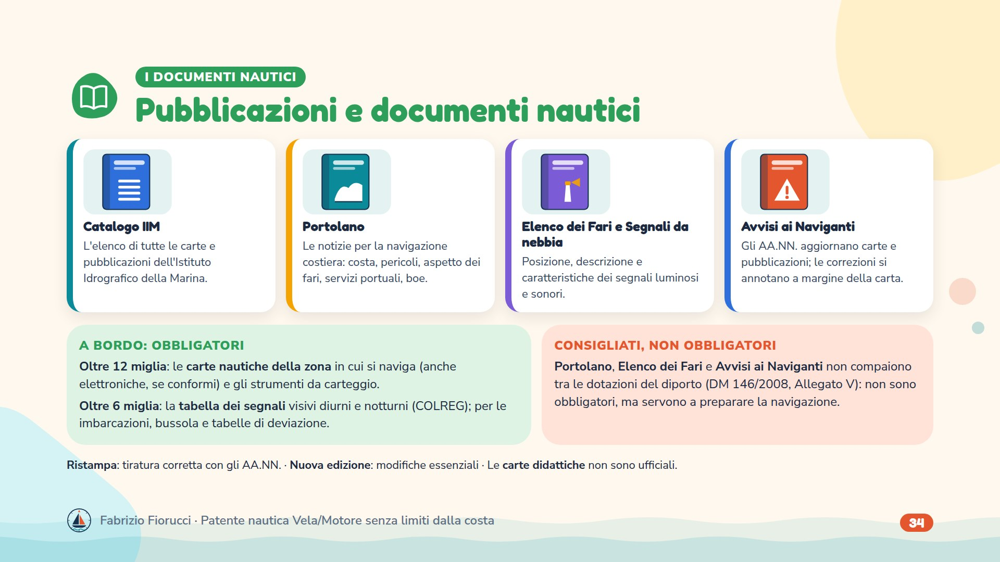 I DOCUMENTI NAUTICI
Pubblicazioni e documenti nautici
Catalogo IIM
L'elenco di tutte le carte e
pubblicazioni dell'Istituto
Idrografico della Marina.
Portolano
Le notizie per la navigazione
costiera: costa, pericoli, aspetto dei
fari, servizi portuali, boe.
Elenco dei Fari e Segnali da
nebbia
Posizione, descrizione e
caratteristiche dei segnali luminosi
e sonori.
Avvisi ai Naviganti
Gli AA.NN. aggiornano carte e
pubblicazioni; le correzioni si
annotano a margine della carta.
A BORDO: OBBLIGATORI
Oltre 12 miglia: le carte nautiche della zona in cui si naviga (anche
elettroniche, se conformi) e gli strumenti da carteggio.
Oltre 6 miglia: la tabella dei segnali visivi diurni e notturni (COLREG); per le
imbarcazioni, bussola e tabelle di deviazione.
CONSIGLIATI, NON OBBLIGATORI
Portolano, Elenco dei Fari e Avvisi ai Naviganti non compaiono
tra le dotazioni del diporto (DM 146/2008, Allegato V): non sono
obbligatori, ma servono a preparare la navigazione.
Ristampa: tiratura corretta con gli AA.NN. · Nuova edizione: modifiche essenziali · Le carte didattiche non sono ufficiali.
Fabrizio Fiorucci · Patente nautica Vela/Motore senza limiti dalla costa
34